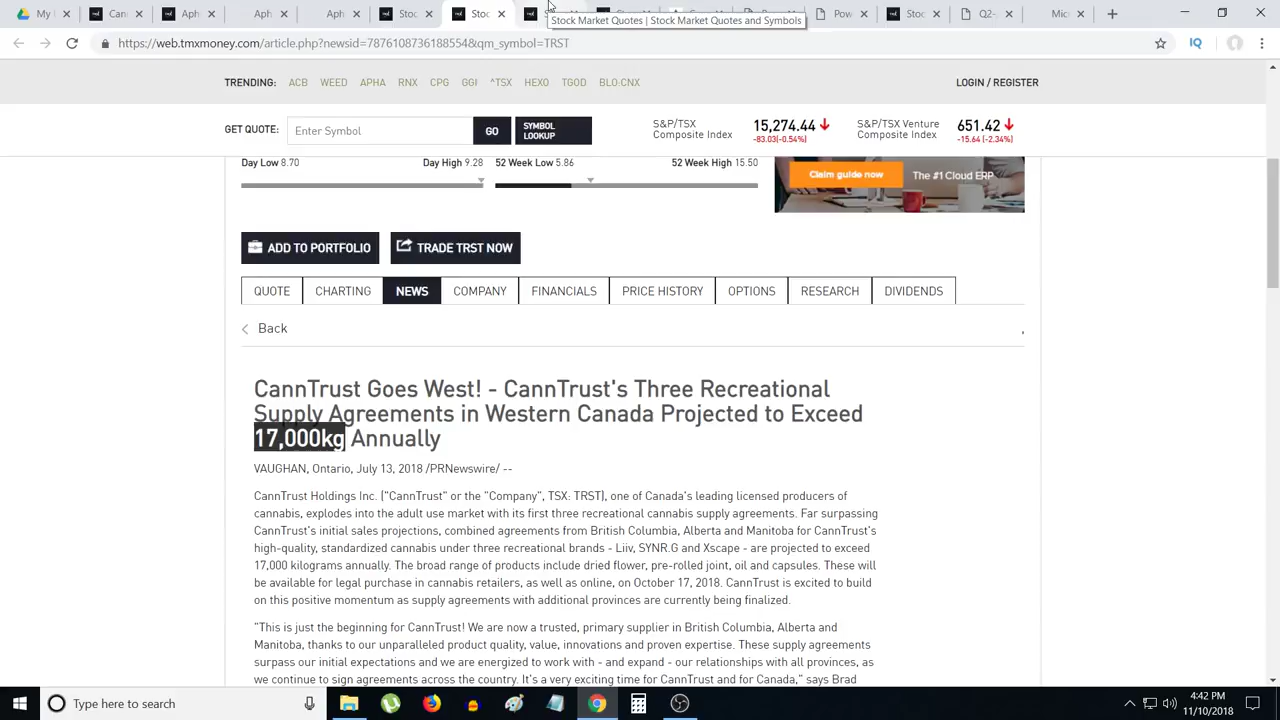 My
Cann
Aph
Aph
Aph
Stoc
Stoc
Pow
Stoc
Q2-
Micr
Stock Market Quotes | Stock Market Quotes and Symbols
https://web.tmxmoney.com/article.php?newsid=7876108736188554&qm_symbol=TRST
TRENDING: ACB WEED APHA RNX CPG GGI ^TSX HEXO TGOD BLO:CNX LOGIN / REGISTER
GET QUOTE: Enter Symbol GO SYMBOL LOOKUP
S&P/TSX Composite Index 15,274.44 -83.03(-0.54%)
S&P/TSX Venture Composite Index 651.42 -15.64 (-2.34%)
Day Low 8.70 Day High 9.28 52 Week Low 5.86 52 Week High 15.50
Claim guide now The #1 Cloud ERP
ADD TO PORTFOLIO TRADE TRST NOW
QUOTE CHARTING NEWS COMPANY FINANCIALS PRICE HISTORY OPTIONS RESEARCH DIVIDENDS
Back
CannTrust Goes West! - CannTrust's Three Recreational
Supply Agreements in Western Canada Projected to Exceed
17,000kg Annually
VAUGHAN, Ontario, July 13, 2018 /PRNewswire/ --
CannTrust Holdings Inc. ("CannTrust" or the "Company", TSX: TRST), one of Canada's leading licensed producers of
cannabis, explodes into the adult use market with its first three recreational cannabis supply agreements. Far surpassing
CannTrust's initial sales projections, combined agreements from British Columbia, Alberta and Manitoba for CannTrust's
high-quality, standardized cannabis under three recreational brands - Liiv, SYNR.G and Xscape - are projected to exceed
17,000 kilograms annually. The broad range of products include dried flower, pre-rolled joint, oil and capsules. These will
be available for legal purchase in cannabis retailers, as well as online, on October 17, 2018. CannTrust is excited to build
on this positive momentum as supply agreements with additional provinces are currently being finalized.
"This is just the beginning for CannTrust! We are now a trusted, primary supplier in British Columbia, Alberta and
Manitoba, thanks to our unparalleled product quality, value, innovations and proven expertise. These supply agreements
surpass our initial expectations and we are energized to work with - and expand - our relationships with all provinces, as
we continue to sign agreements across the country. It's a very exciting time for CannTrust and for Canada," says Brad
Type here to search
4:42 PM
11/10/2018